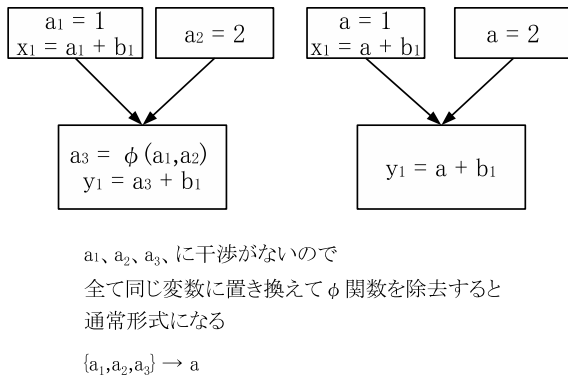 a₁ = 1
x₁ = a₁ + b₁
a₂ = 2
a₃ = φ(a₁,a₂)
y₁ = a₃ + b₁
a = 1
x₁ = a + b₁
a = 2
y₁ = a + b₁
a₁、a₂、a₃、に干渉がないので
全て同じ変数に置き換えてφ関数を除去すると
通常形式になる
{a₁,a₂,a₃} → a